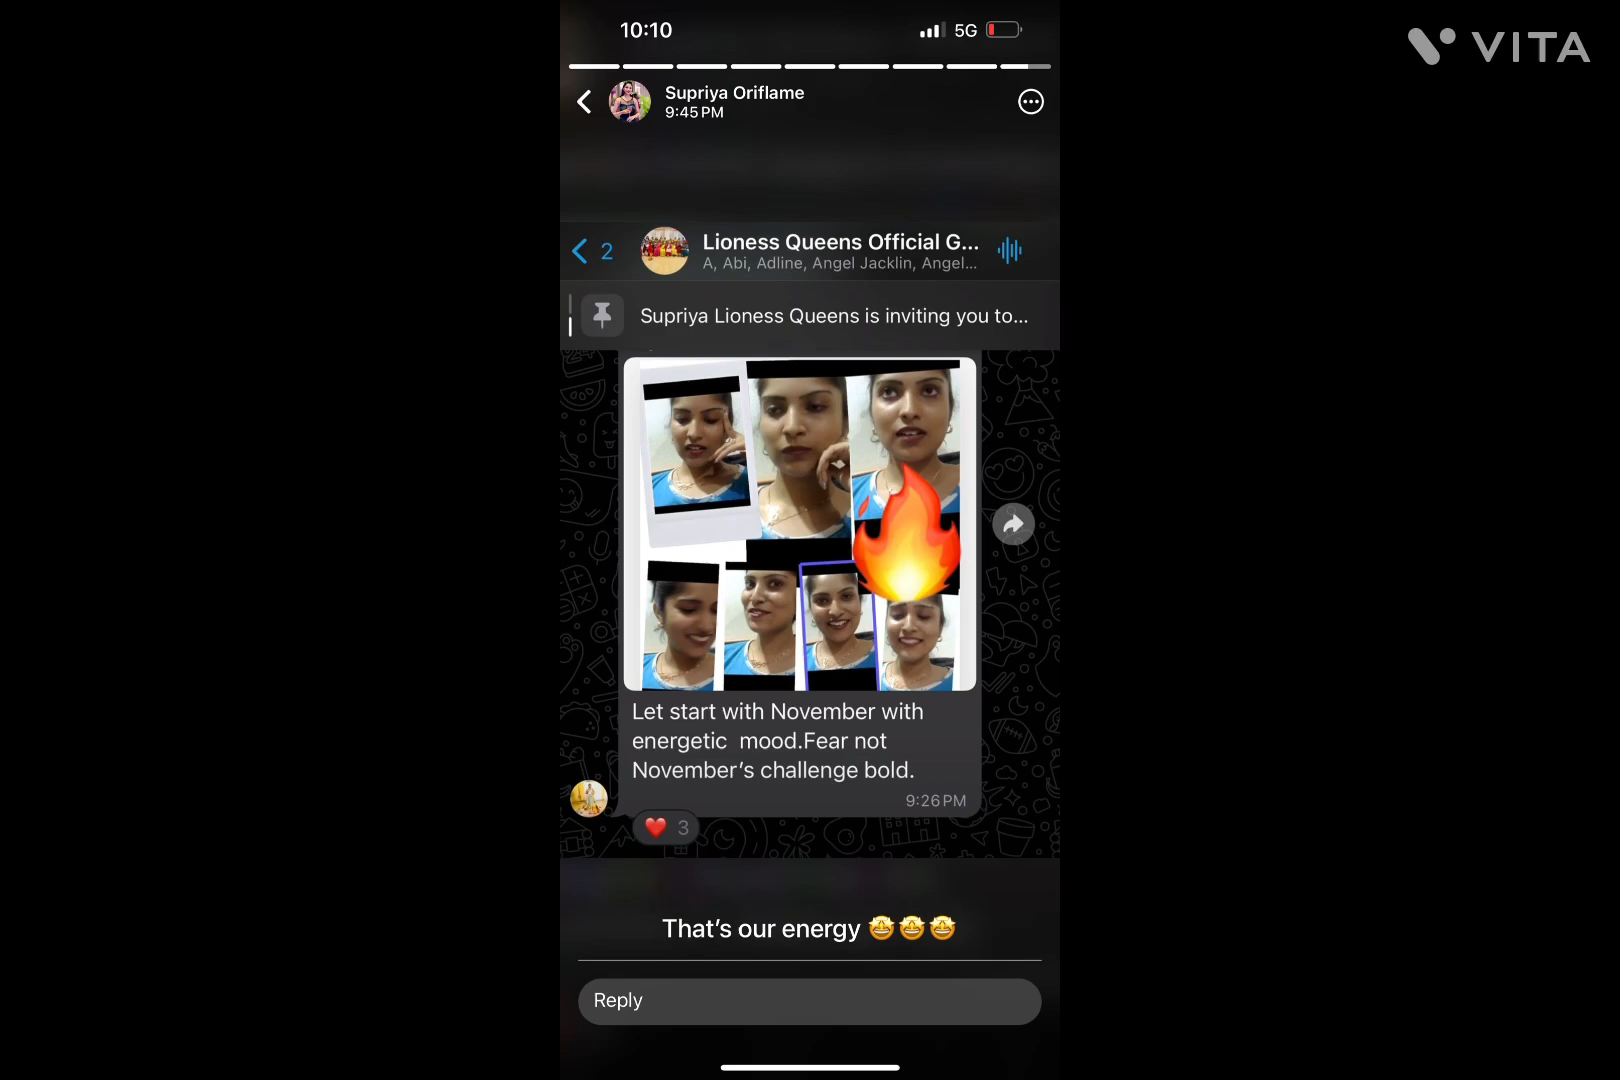 10:10
5G
VITA
Supriya Oriflame
9:45 PM
2
Lioness Queens Official G...
A, Abi, Adline, Angel Jacklin, Angel...
Supriya Lioness Queens is inviting you to...
Let start with November with
energetic  mood.Fear not
November’s challenge bold.
9:26 PM
❤️ 3
That’s our energy 🤩🤩🤩
Reply